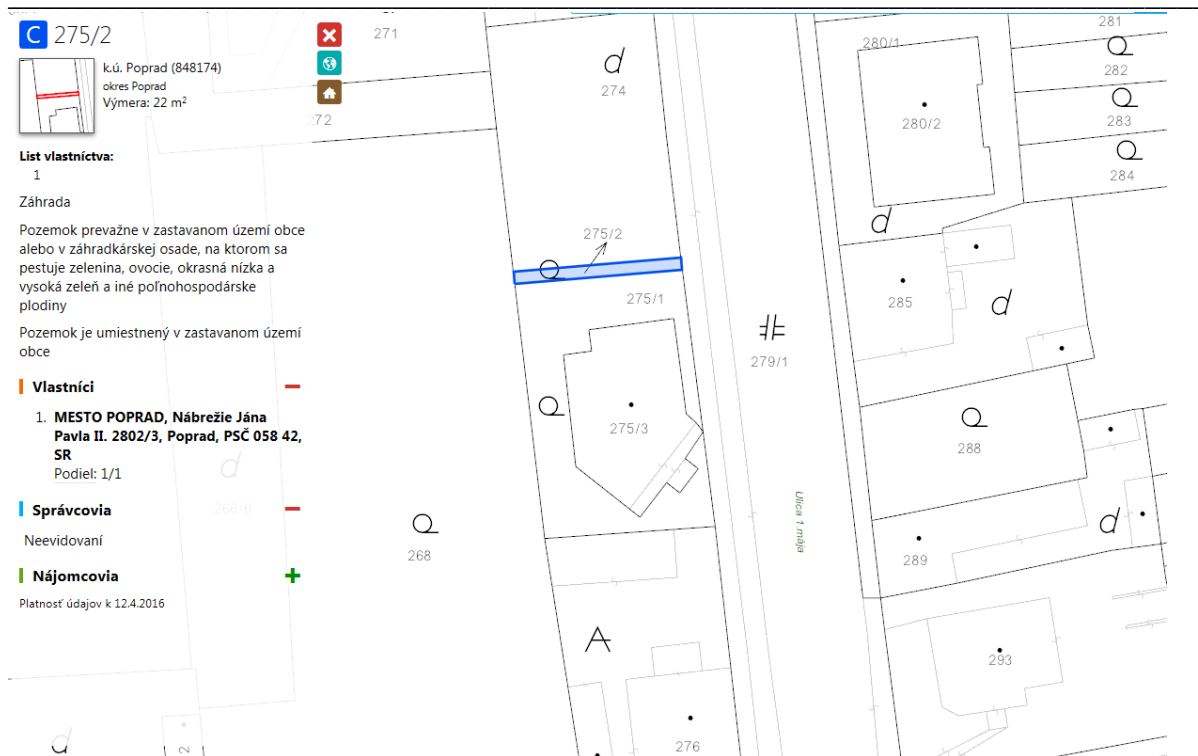 C 275/2
k.ú. Poprad (848174)
okres Poprad
Výmera: 22 m²
List vlastníctva:
1
Záhrada
Pozemok prevažne v zastavanom území obce
alebo v záhradkárskej osade, na ktorom sa
pestuje zelenina, ovocie, okrasná nízka a
vysoká zeleň a iné poľnohospodárske
plodiny
Pozemok je umiestnený v zastavanom území
obce
Vlastníci
1. MESTO POPRAD, Nábrežie Jána
Pavla II. 2802/3, Poprad, PSČ 058 42,
SR
Podiel: 1/1
Správcovia
Neevidovaní
Nájomcovia
Platnosť údajov k 12.4.2016
271
272
274
275/2
275/1
275/3
268
266/6
276
279/1
Ulica 1.mája
280/1
280/2
281
282
283
284
285
288
289
293
2